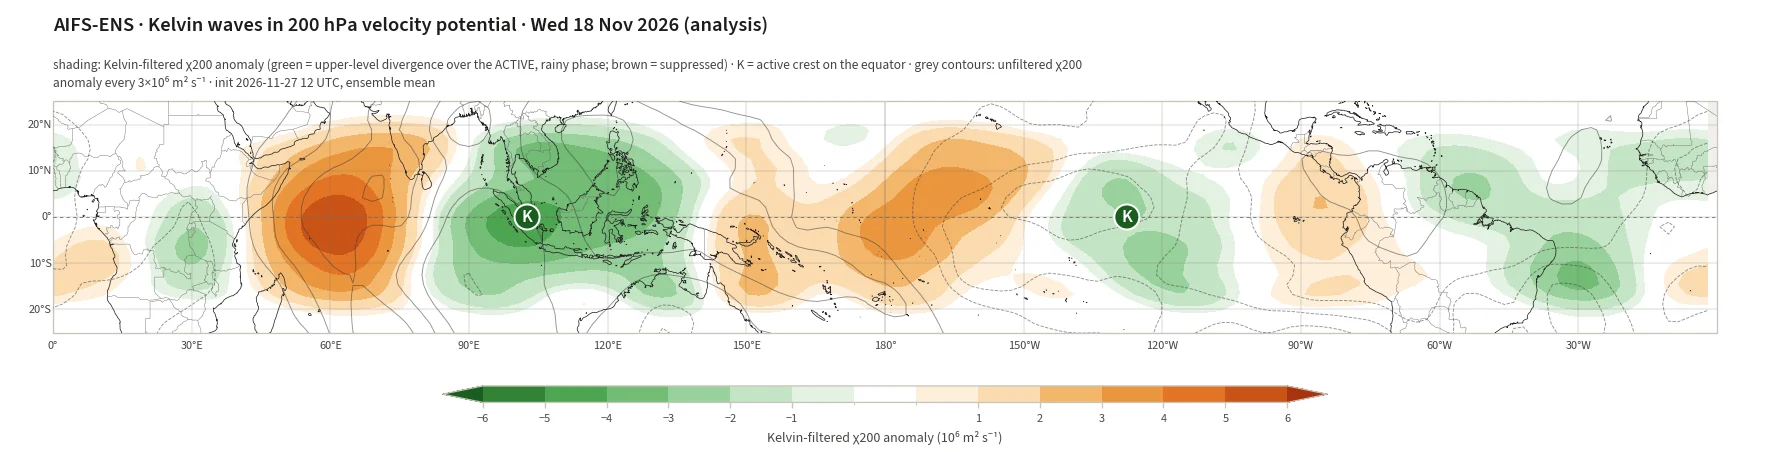 AIFS-ENS · Kelvin waves in 200 hPa velocity potential · Wed 18 Nov 2026 (analysis)
shading: Kelvin-filtered χ200 anomaly (green = upper-level divergence over the ACTIVE, rainy phase; brown = suppressed) · K = active crest on the equator · grey contours: unfiltered χ200
anomaly every 3×10⁶ m² s⁻¹ · init 2026-11-27 12 UTC, ensemble mean
20°N
10°N
0°
10°S
20°S
K K
0° 30°E 60°E 90°E 120°E 150°E 180° 150°W 120°W 90°W 60°W 30°W
−6 −5 −4 −3 −2 −1 1 2 3 4 5 6
Kelvin-filtered χ200 anomaly (10⁶ m² s⁻¹)